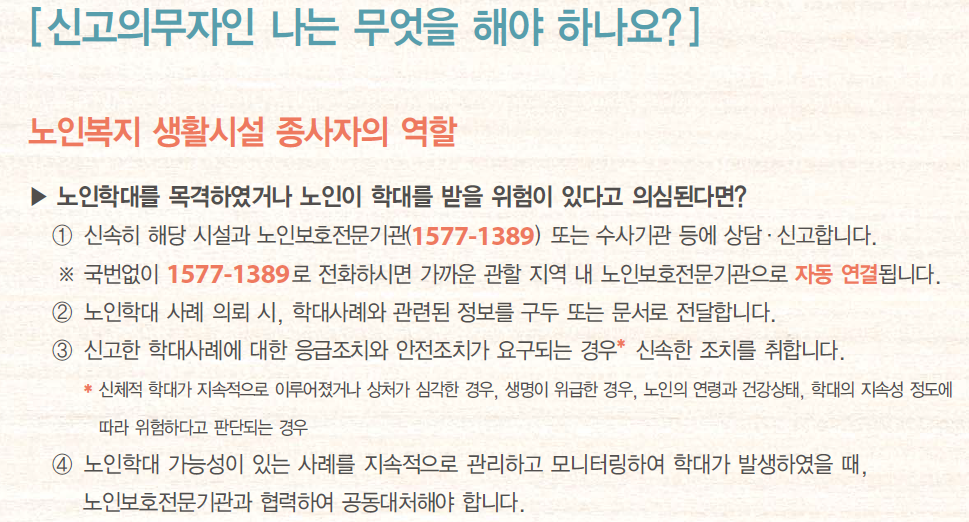 [신고의무자인 나는 무엇을 해야 하나요?]
노인복지 생활시설 종사자의 역할
▶ 노인학대를 목격하였거나 노인이 학대를 받을 위험이 있다고 의심된다면?
① 신속히 해당 시설과 노인보호전문기관(1577-1389) 또는 수사기관 등에 상담·신고합니다.
※ 국번없이 1577-1389로 전화하시면 가까운 관할 지역 내 노인보호전문기관으로 자동 연결됩니다.
② 노인학대 사례 의뢰 시, 학대사례와 관련된 정보를 구두 또는 문서로 전달합니다.
③ 신고한 학대사례에 대한 응급조치와 안전조치가 요구되는 경우* 신속한 조치를 취합니다.
* 신체적 학대가 지속적으로 이루어졌거나 상처가 심각한 경우, 생명이 위급한 경우, 노인의 연령과 건강상태, 학대의 지속성 정도에
따라 위험하다고 판단되는 경우
④ 노인학대 가능성이 있는 사례를 지속적으로 관리하고 모니터링하여 학대가 발생하였을 때,
노인보호전문기관과 협력하여 공동대처해야 합니다.